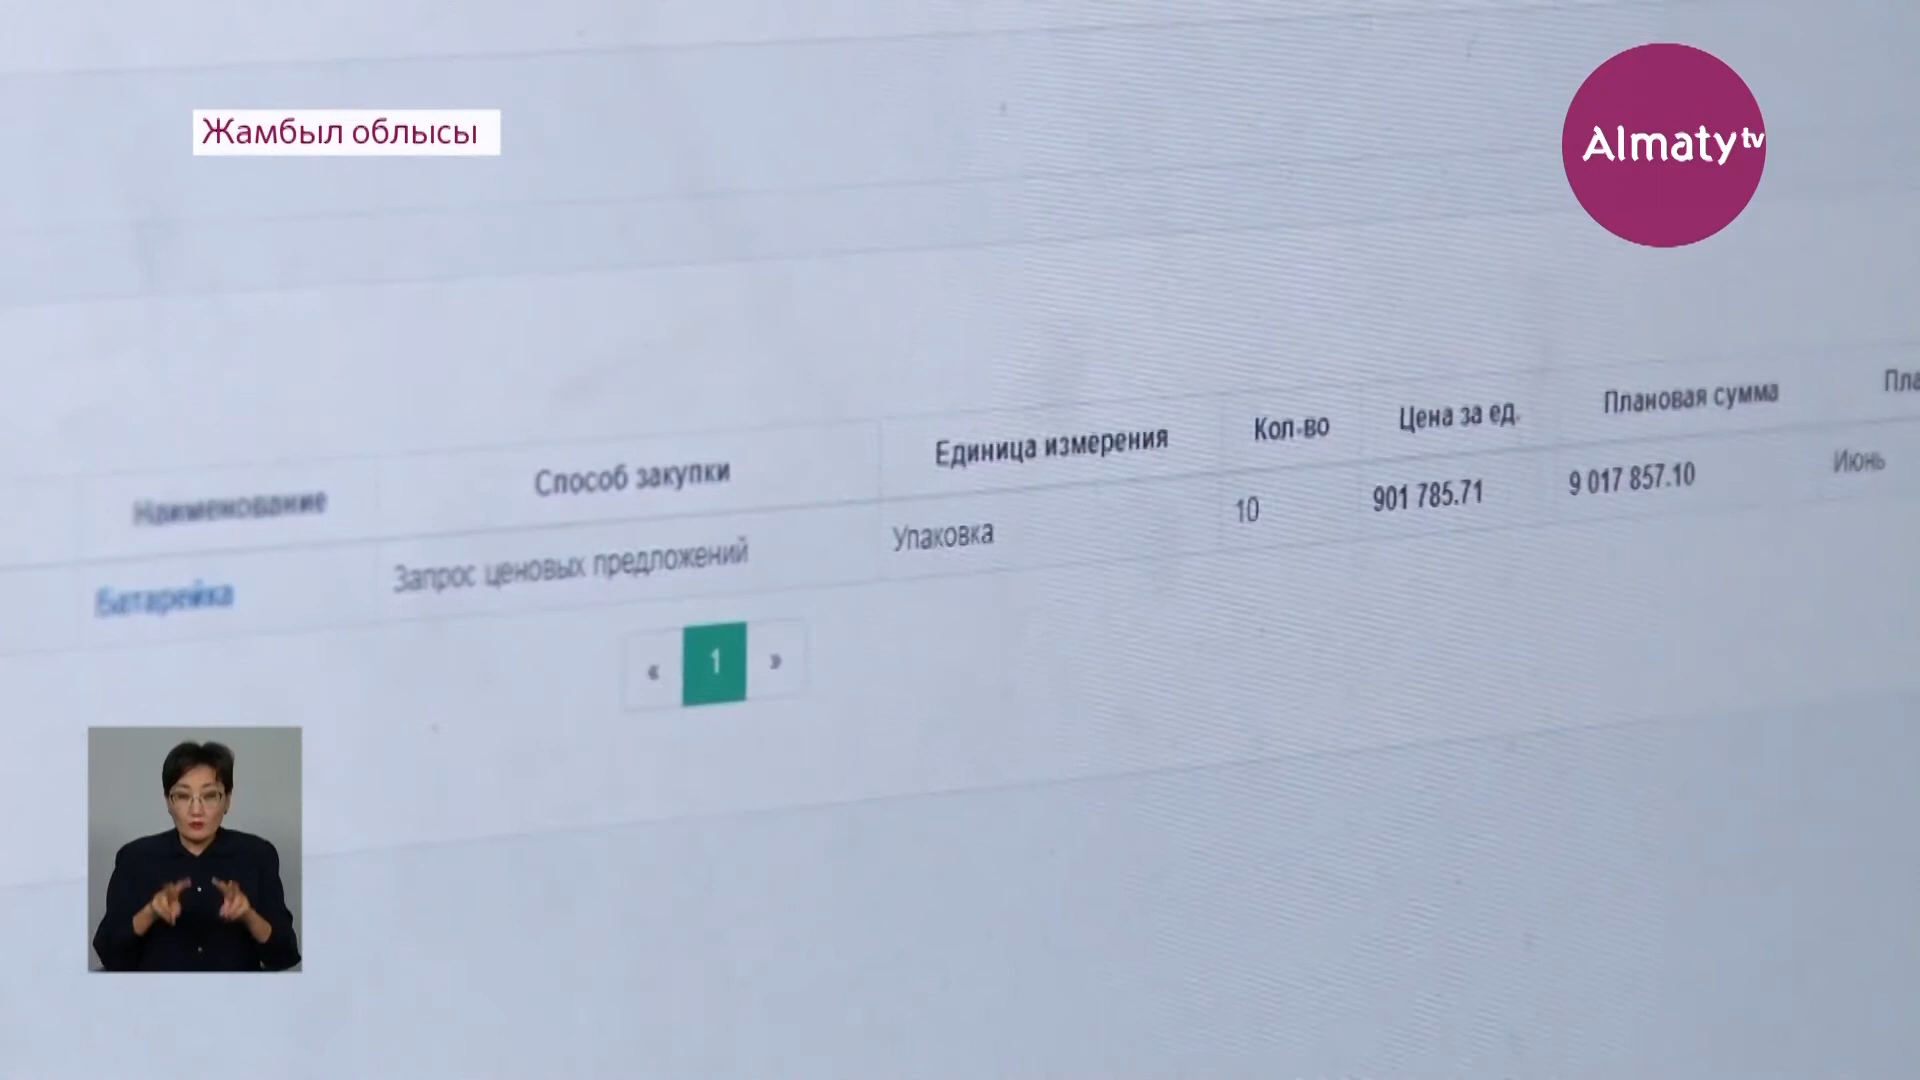 Жамбыл облысы
Almaty tv
Наименование Способ закупки Единица измерения Кол-во Цена за ед. Плановая сумма
Батарейка Запрос ценовых предложений Упаковка 10 901 785.71 9 017 857.10 Июнь
« 1 »